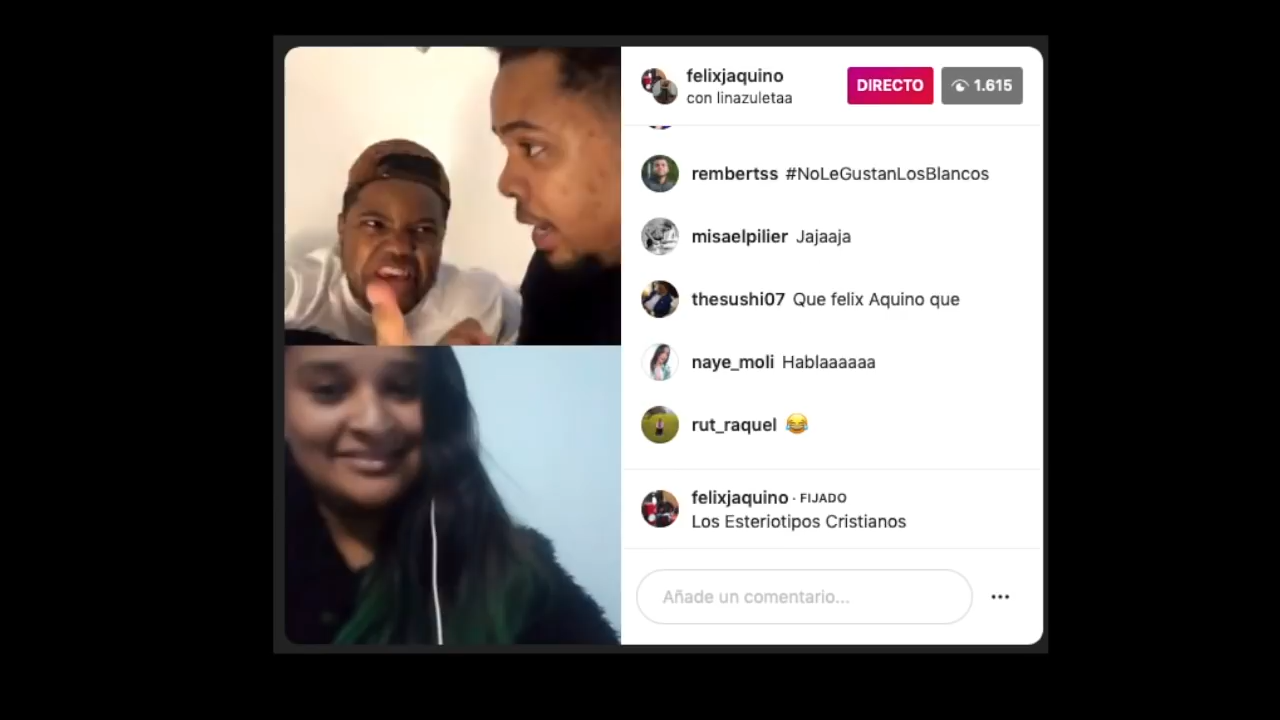 felixjaquino
con linazuletaa
DIRECTO
1.615
rembertss #NoLeGustanLosBlancos
misaelpilier Jajaaja
thesushi07 Que felix Aquino que
naye_moli Hablaaaaaa
rut_raquel 😂
felixjaquino · FIJADO
Los Esteriotipos Cristianos
Añade un comentario...